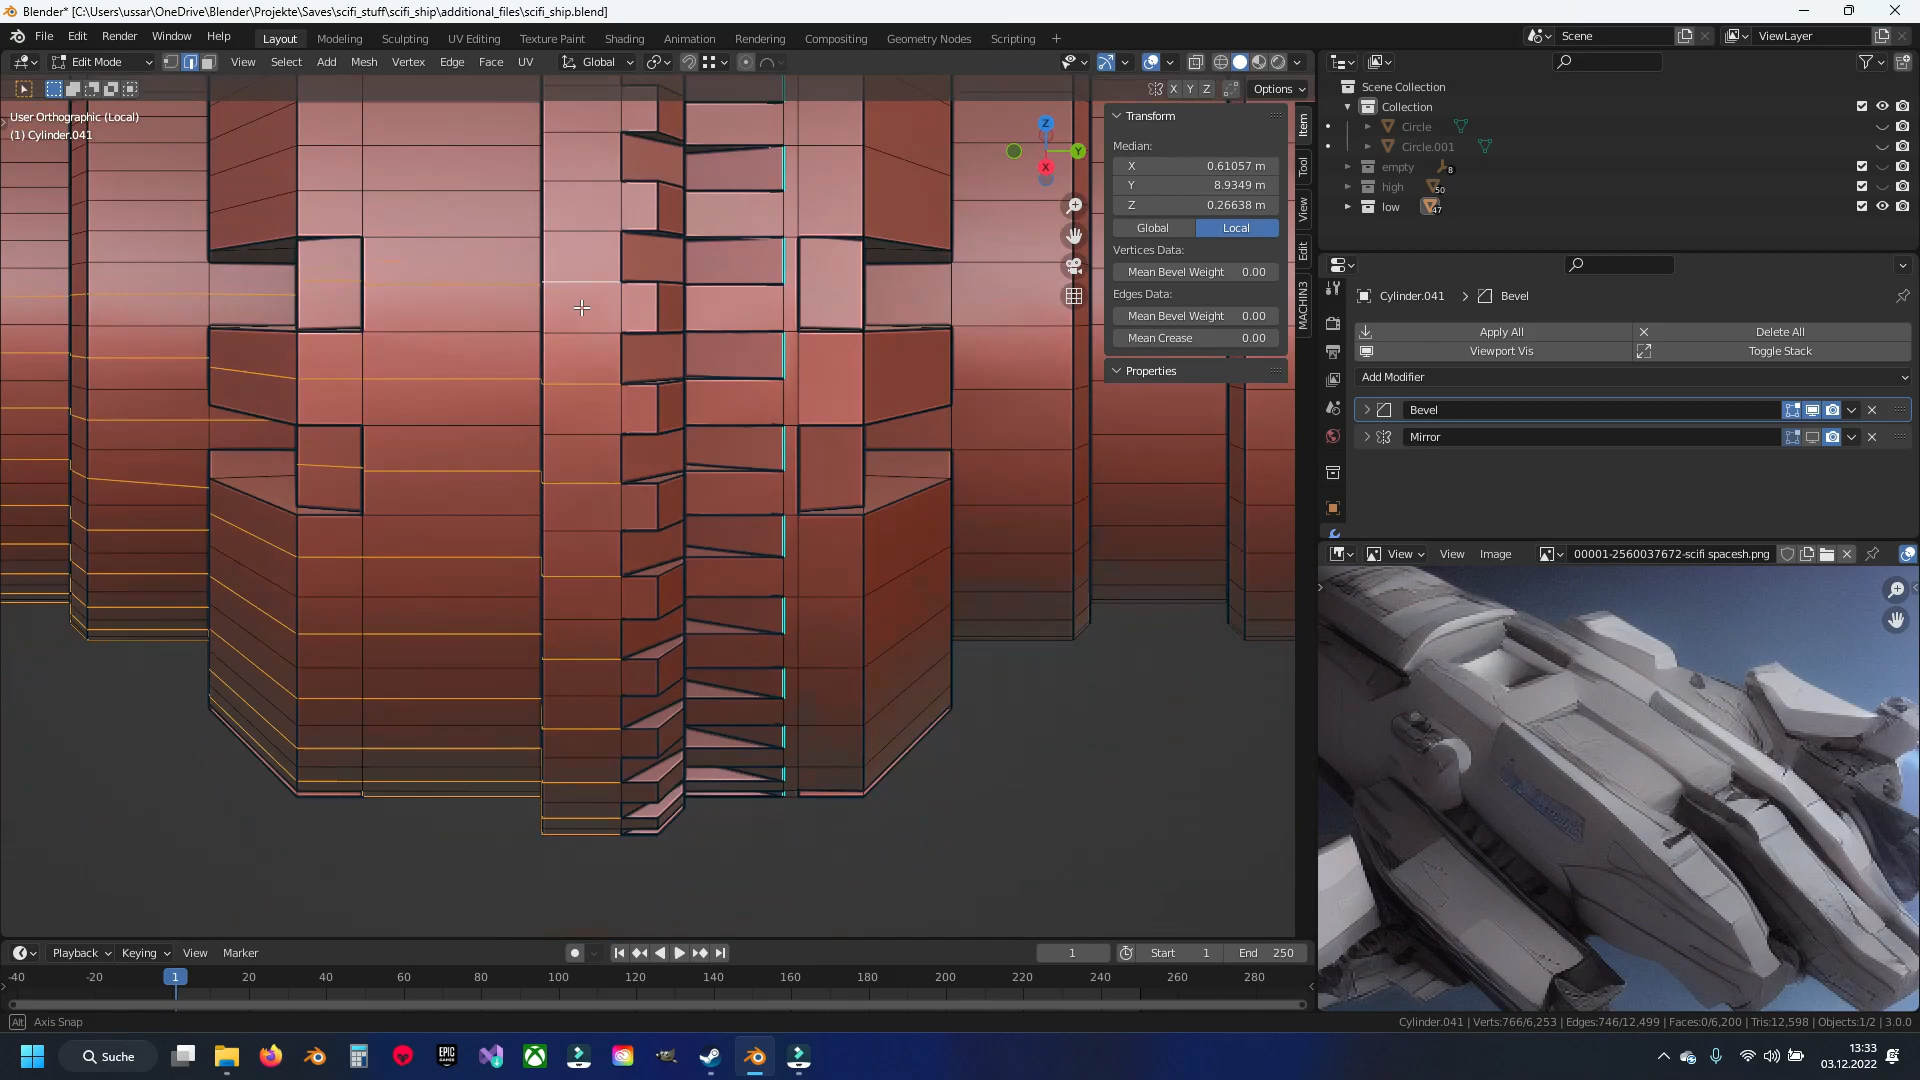 Blender* [C:\Users\ussar\OneDrive\Blender\Projekte\Saves\scifi_stuff\scifi_ship\additional_files\scifi_ship.blend]
File Edit Render Window Help Layout Modeling Sculpting UV Editing Texture Paint Shading Animation Rendering Compositing Geometry Nodes Scripting + Scene ViewLayer
Edit Mode View Select Add Mesh Vertex Edge Face UV Global
X Y Z Options
User Orthographic (Local)
(1) Cylinder.041
Z
Y
X
Transform
Median:
X 0.61057 m
Y 8.9349 m
Z 0.26638 m
Global Local
Vertices Data:
Mean Bevel Weight 0.00
Edges Data:
Mean Bevel Weight 0.00
Mean Crease 0.00
Properties
Item
Tool
View
Edit
MACHIN3
Scene Collection
Collection
Circle
Circle.001
empty 8
high 50
low 47
Cylinder.041 > Bevel
Apply All Delete All
Viewport Vis Toggle Stack
Add Modifier
Bevel
Mirror
View View Image 00001-2560037672-scifi spacesh.png
Playback Keying View Marker 1 Start 1 End 250
-40 -20 1 20 40 60 80 100 120 140 160 180 200 220 240 260 280
Alt Axis Snap
Cylinder.041 | Verts:766/6,253 | Edges:746/12,499 | Faces:0/6,200 | Tris:12,598 | Objects:1/2 | 3.0.0
Suche
EPIC GAMES
13:33
03.12.2022